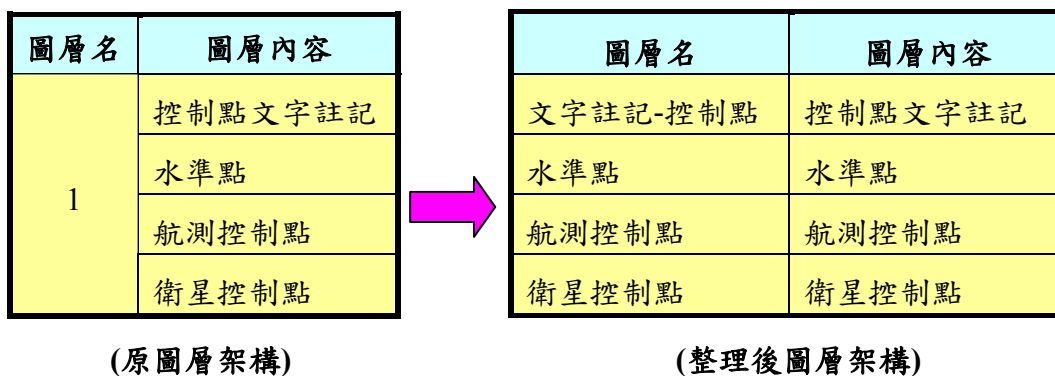 圖層名 圖層內容
1
控制點文字註記
水準點
航測控制點
衛星控制點
(原圖層架構)
圖層名 圖層內容
文字註記-控制點 控制點文字註記
水準點 水準點
航測控制點 航測控制點
衛星控制點 衛星控制點
(整理後圖層架構)